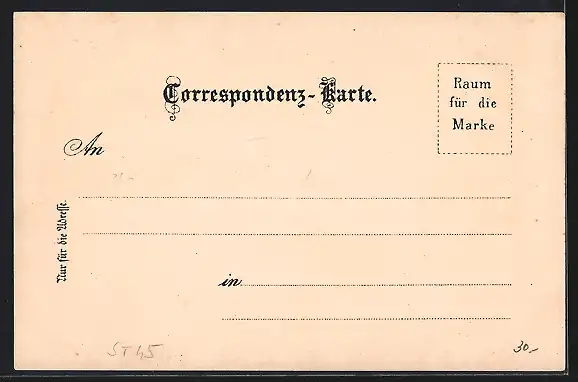 Correspondenz-Karte.
Raum
für die
Marke
An
Nur für die Adresse.
in
ST45
30,-